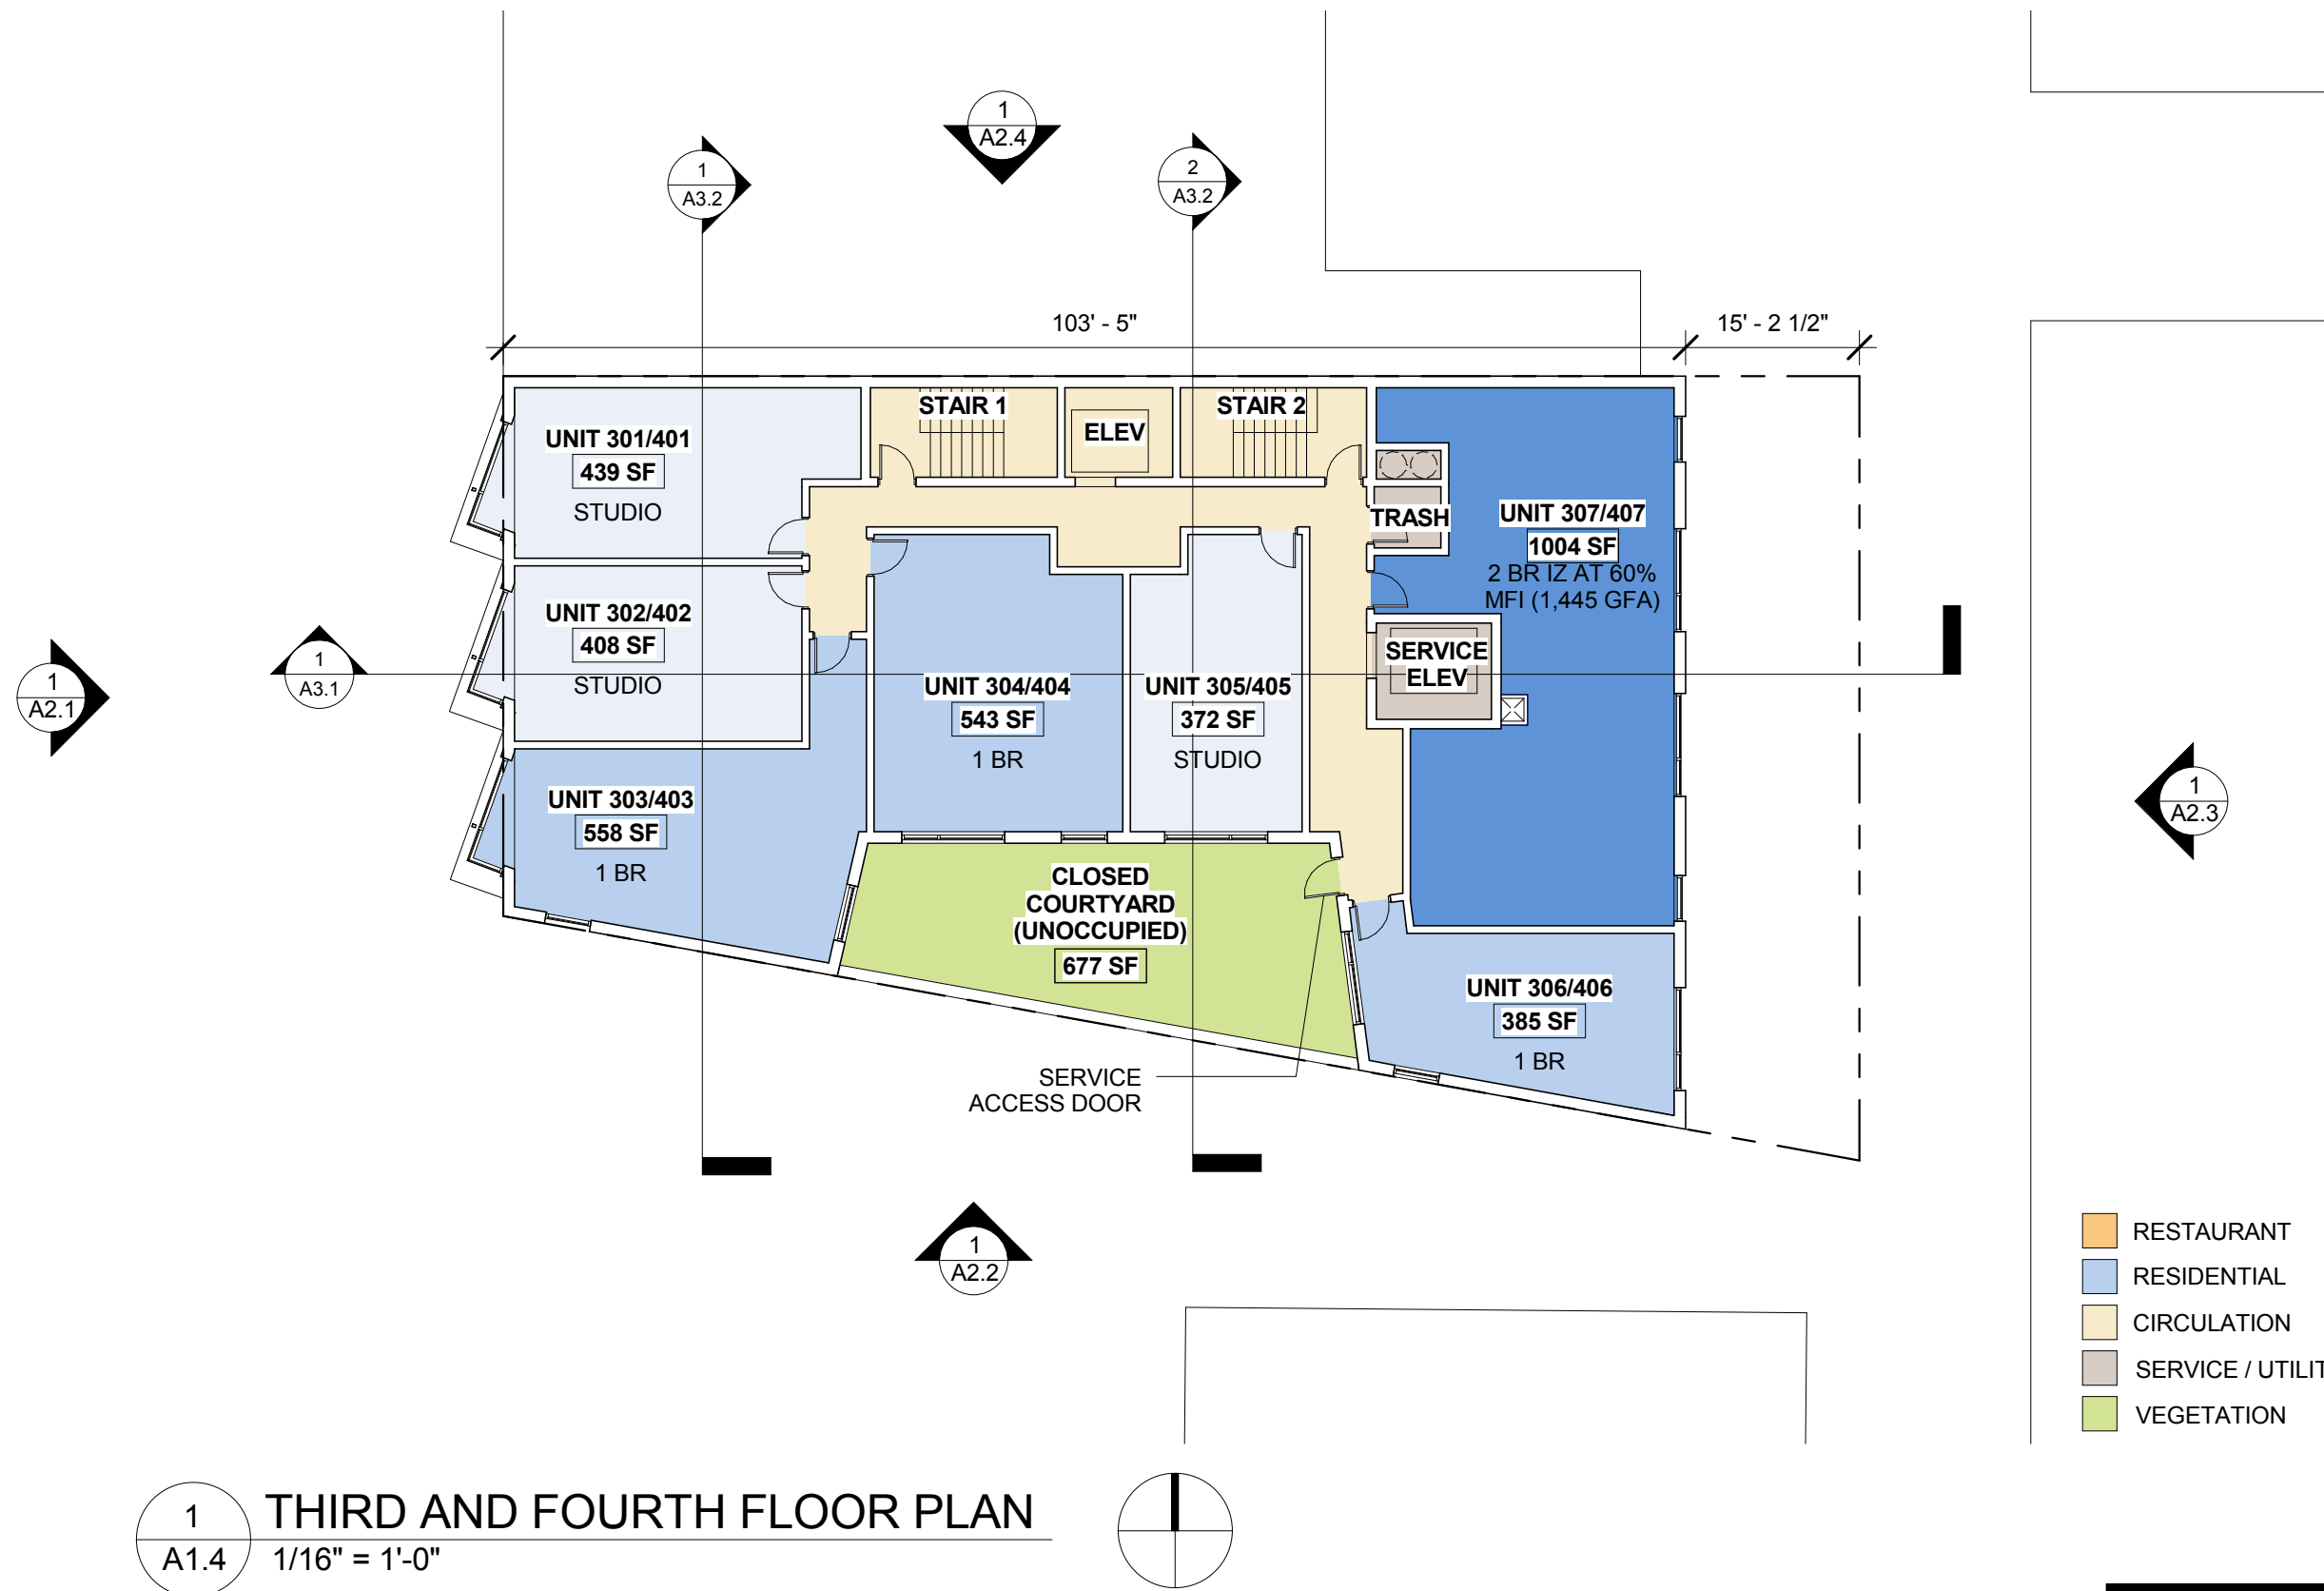 1
A2.4
1
A3.2
2
A3.2
103' - 5"
15' - 2 1/2"
STAIR 1
ELEV
STAIR 2
UNIT 301/401
439 SF
STUDIO
TRASH
UNIT 307/407
1004 SF
2 BR IZ AT 60%
MFI (1,445 GFA)
UNIT 302/402
408 SF
STUDIO
SERVICE
ELEV
1
A2.1
1
A3.1
UNIT 304/404
543 SF
1 BR
UNIT 305/405
372 SF
STUDIO
UNIT 303/403
558 SF
1 BR
1
A2.3
CLOSED
COURTYARD
(UNOCCUPIED)
677 SF
UNIT 306/406
385 SF
1 BR
SERVICE
ACCESS DOOR
1
A2.2
RESTAURANT
RESIDENTIAL
CIRCULATION
SERVICE / UTILIT
VEGETATION
1
A1.4
THIRD AND FOURTH FLOOR PLAN
1/16" = 1'-0"